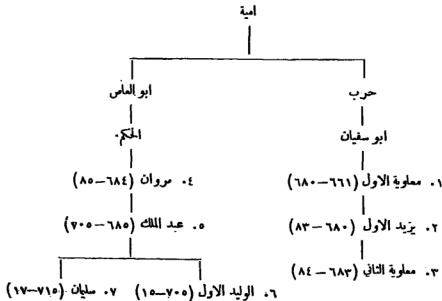 امية
حرب
ابو العاص
ابو سفيان
الحكم.
١. معاوية الاول (٦٦١–٦٨٠)
٤. مروان (٦٨٤–٨٥)
٢. يزيد الاول (٦٨٠–٨٣)
٥. عبد الملك (٦٨٥–٧٠٥)
٣. معاوية الثاني (٦٨٣–٨٤)
٦. الوليد الاول (٧٠٥–١٥)
٧. سليان (٧١٥–١٧)